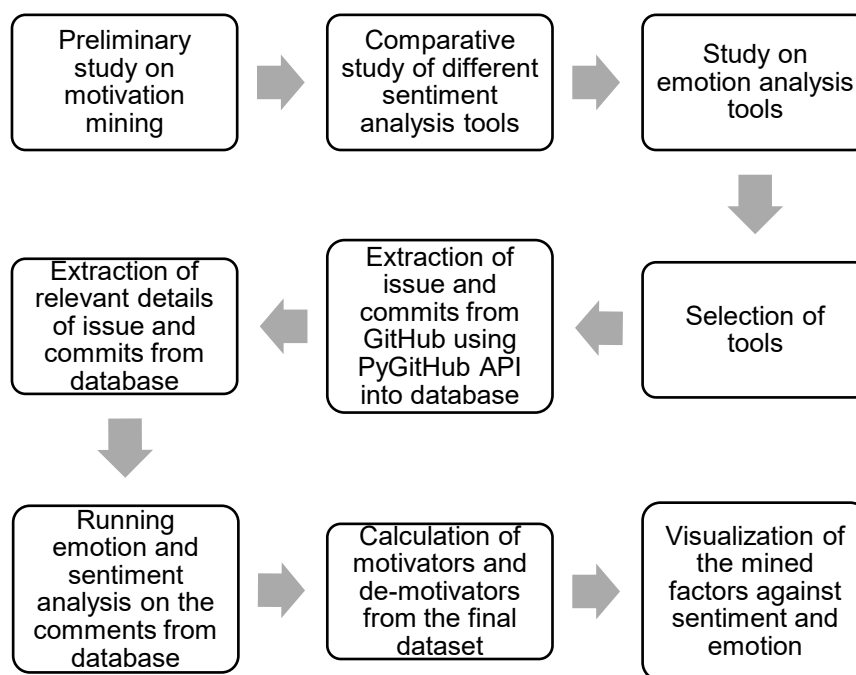 Preliminary
study on
motivation
mining
Comparative
study of different
sentiment
analysis tools
Study on
emotion analysis
tools
Selection of
tools
Extraction of
issue and
commits from
GitHub using
PyGitHub API
into database
Extraction of
relevant details
of issue and
commits from
database
Running
emotion and
sentiment
analysis on the
comments from
database
Calculation of
motivators and
de-motivators
from the final
dataset
Visualization of
the mined
factors against
sentiment and
emotion